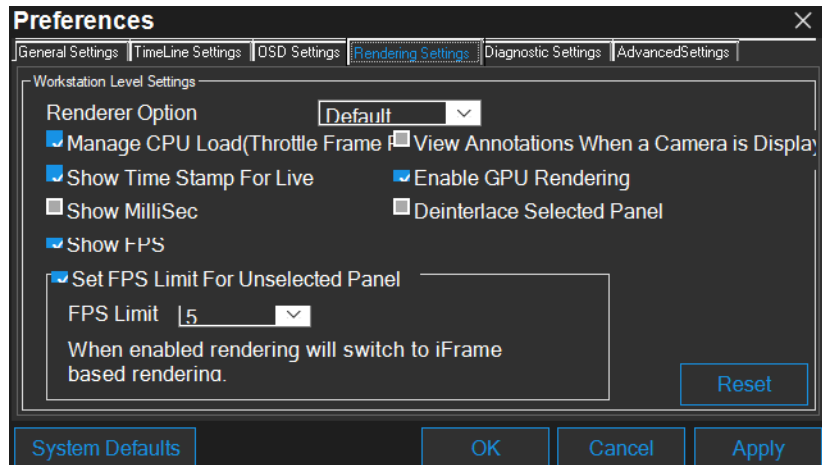 Preferences
General Settings TimeLine Settings OSD Settings Rendering Settings Diagnostic Settings AdvancedSettings
Workstation Level Settings
Renderer Option Default
Manage CPU Load(Throttle Frame View Annotations When a Camera is Display
Show Time Stamp For Live Enable GPU Rendering
Show MilliSec Deinterlace Selected Panel
Show FPS
Set FPS Limit For Unselected Panel
FPS Limit 5
When enabled rendering will switch to iFrame
based rendering.
Reset
System Defaults OK Cancel Apply